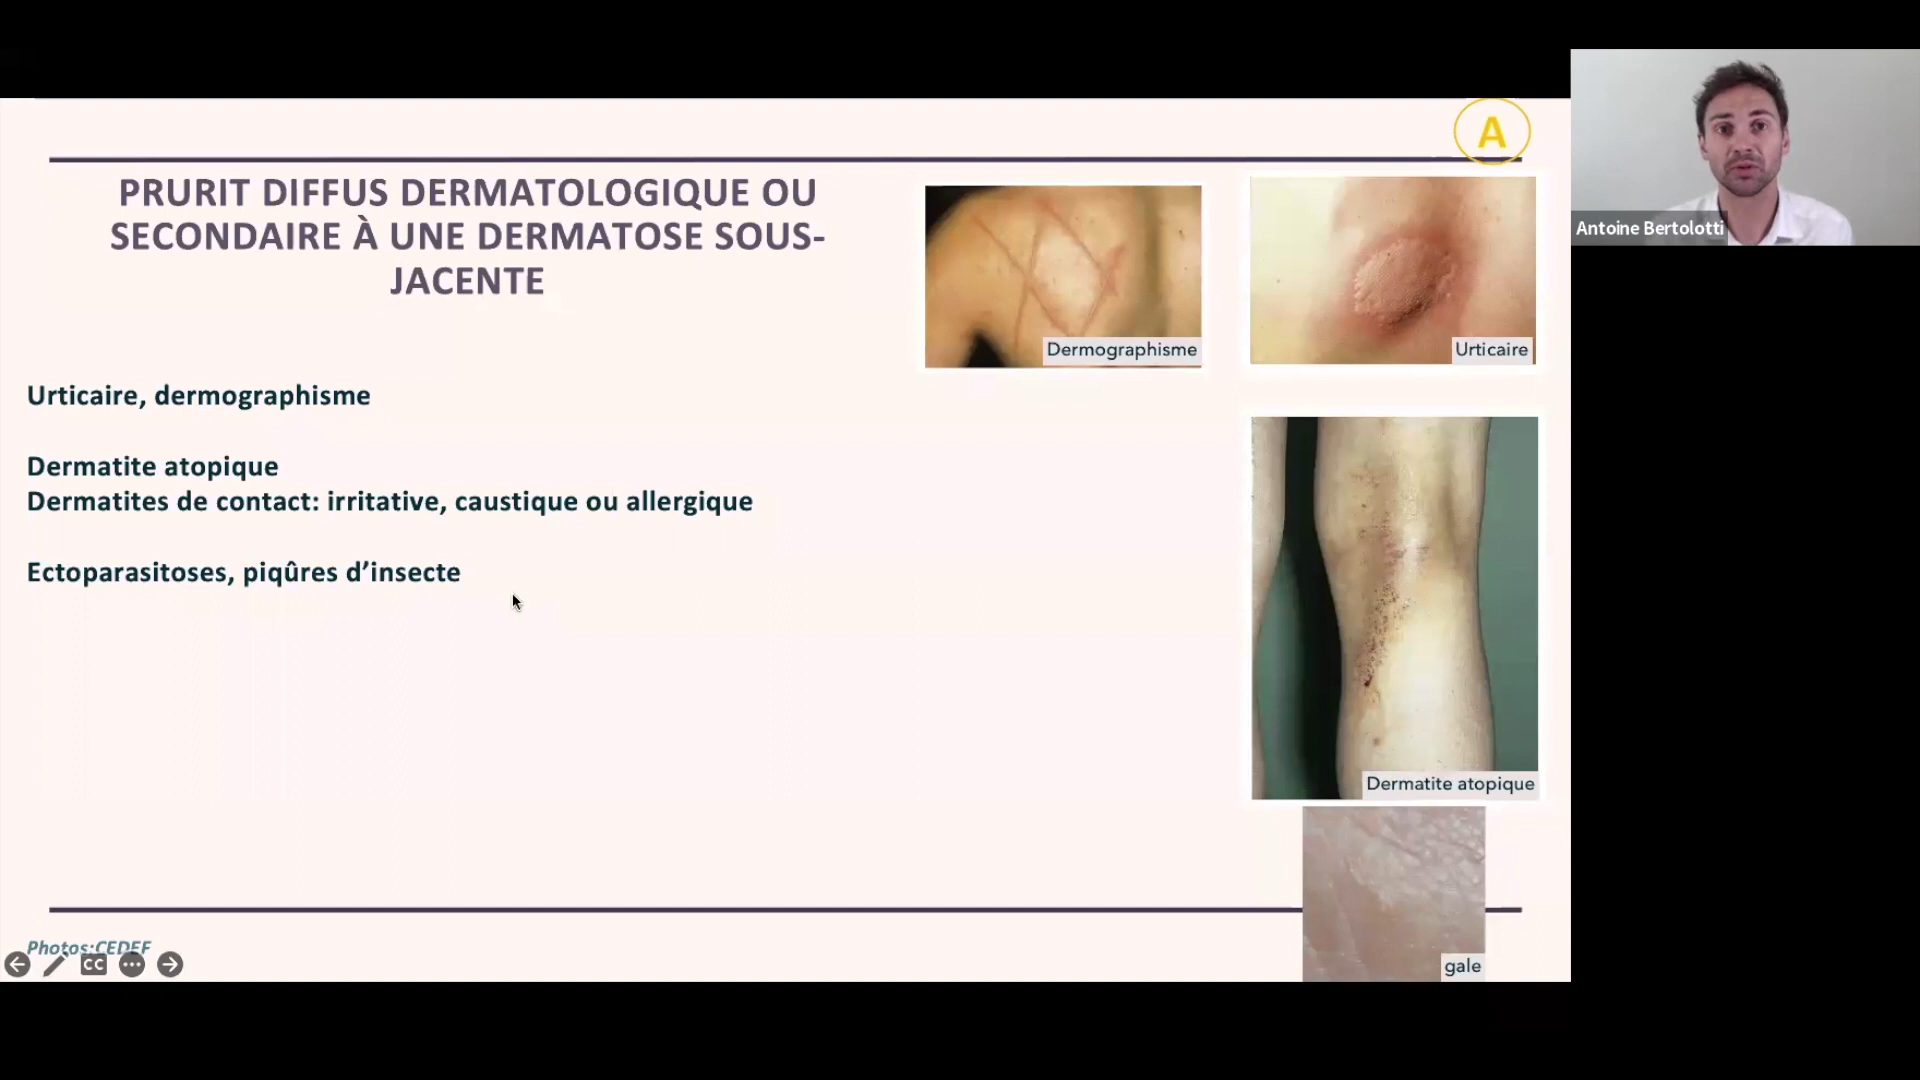 A
PRURIT DIFFUS DERMATOLOGIQUE OU
SECONDAIRE À UNE DERMATOSE SOUS-
JACENTE
Dermographisme
Urticaire
Antoine Bertolotti
Urticaire, dermographisme
Dermatite atopique
Dermatites de contact: irritative, caustique ou allergique
Ectoparasitoses, piqûres d’insecte
Dermatite atopique
gale
Photos:CEDEF
CC